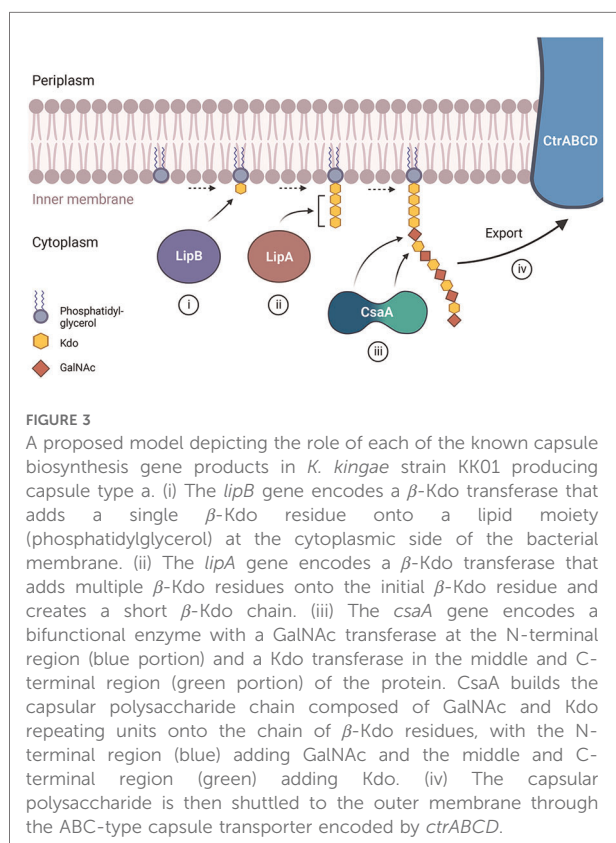 Periplasm
CtrABCD
Inner membrane
Cytoplasm
Export
LipB
LipA
iv
CsaA
i
ii
Phosphatidyl-
glycerol
Kdo
iii
GalNAc
FIGURE 3
A proposed model depicting the role of each of the known capsule
biosynthesis gene products in K. kingae strain KK01 producing
capsule type a. (i) The lipB gene encodes a β-Kdo transferase that
adds a single β-Kdo residue onto a lipid moiety
(phosphatidylglycerol) at the cytoplasmic side of the bacterial
membrane. (ii) The lipA gene encodes a β-Kdo transferase that
adds multiple β-Kdo residues onto the initial β-Kdo residue and
creates a short β-Kdo chain. (iii) The csaA gene encodes a
bifunctional enzyme with a GalNAc transferase at the N-terminal
region (blue portion) and a Kdo transferase in the middle and C-
terminal region (green portion) of the protein. CsaA builds the
capsular polysaccharide chain composed of GalNAc and Kdo
repeating units onto the chain of β-Kdo residues, with the N-
terminal region (blue) adding GalNAc and the middle and C-
terminal region (green) adding Kdo. (iv) The capsular
polysaccharide is then shuttled to the outer membrane through
the ABC-type capsule transporter encoded by ctrABCD.